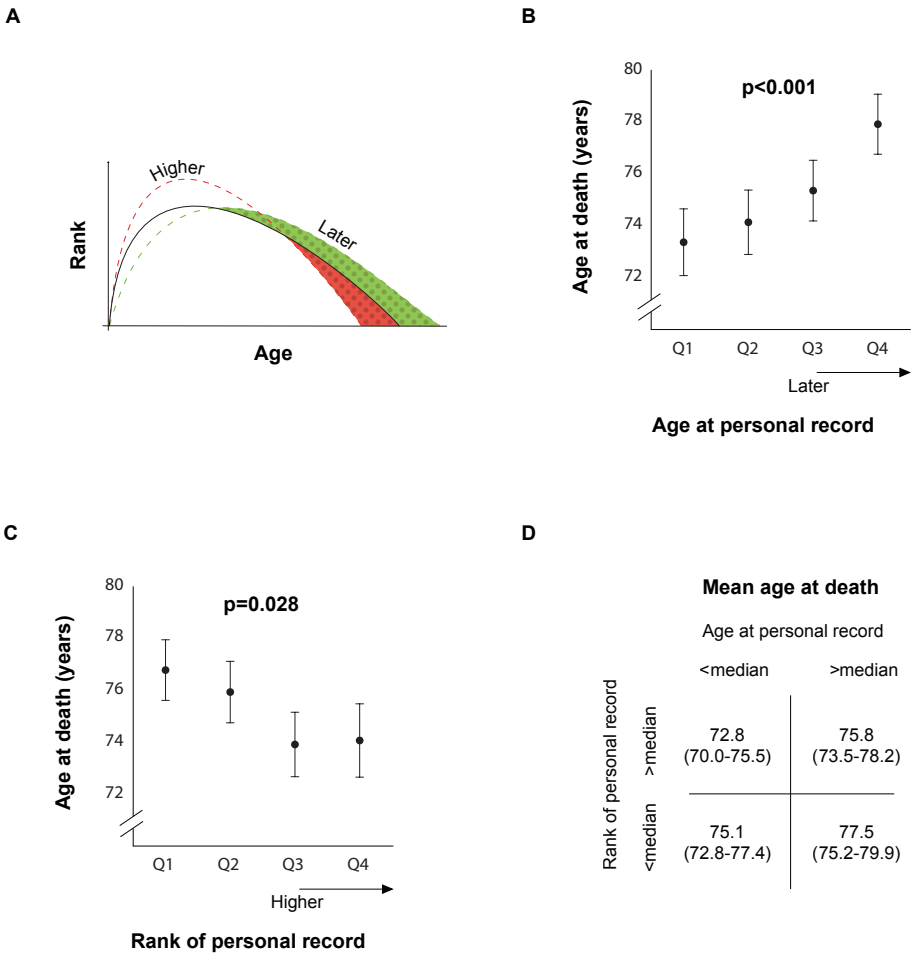 A
Higher
Later
Rank
Age
B
p<0.001
Age at death (years)
80
78
76
74
72
Q1 Q2 Q3 Q4
Later
Age at personal record
C
p=0.028
Age at death (years)
80
78
76
74
72
Q1 Q2 Q3 Q4
Higher
Rank of personal record
D
Mean age at death
Age at personal record
<median >median
Rank of personal record
>median
72.8 75.8
(70.0-75.5) (73.5-78.2)
<median
75.1 77.5
(72.8-77.4) (75.2-79.9)